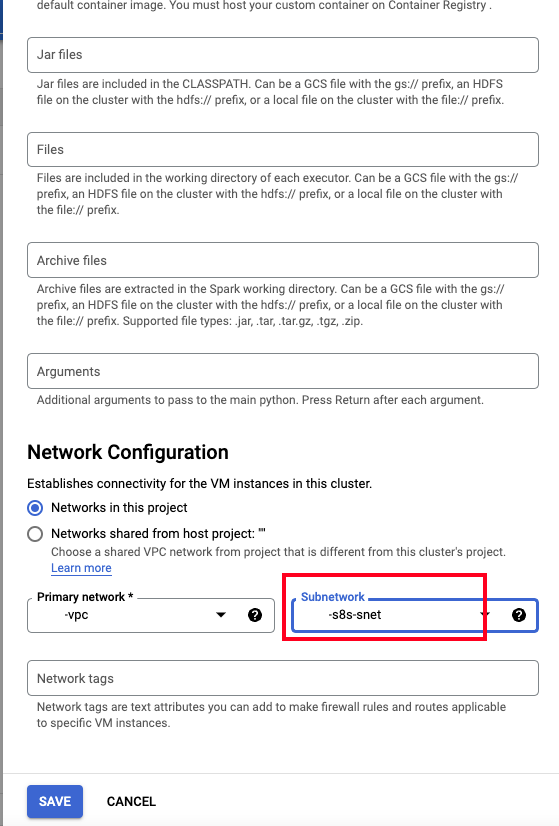 default container image. You must host your custom container on Container Registry .
Jar files
Jar files are included in the CLASSPATH. Can be a GCS file with the gs:// prefix, an HDFS
file on the cluster with the hdfs:// prefix, or a local file on the cluster with the file:// prefix.
Files
Files are included in the working directory of each executor. Can be a GCS file with the gs://
prefix, an HDFS file on the cluster with the hdfs:// prefix, or a local file on the cluster with
the file:// prefix.
Archive files
Archive files are extracted in the Spark working directory. Can be a GCS file with the gs://
prefix, an HDFS file on the cluster with the hdfs:// prefix, or a local file on the cluster with
the file:// prefix. Supported file types: .jar, .tar, .tar.gz, .tgz, .zip.
Arguments
Additional arguments to pass to the main python. Press Return after each argument.
Network Configuration
Establishes connectivity for the VM instances in this cluster.
Networks in this project
Networks shared from host project: ""
Choose a shared VPC network from project that is different from this cluster's project.
Learn more
Primary network *
-vpc
Subnetwork
-s8s-snet
Network tags
Network tags are text attributes you can add to make firewall rules and routes applicable
to specific VM instances.
SAVE
CANCEL